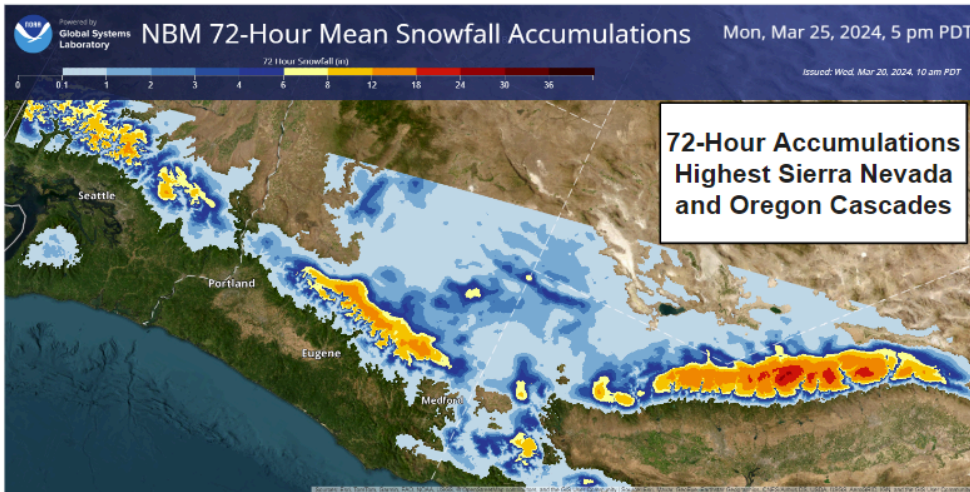 NOAA
Powered by
Global Systems
Laboratory
NBM 72-Hour Mean Snowfall Accumulations
Mon, Mar 25, 2024, 5 pm PDT
Issued: Wed, Mar 20, 2024, 10 am PDT
72 Hour Snowfall (in)
0 0.1 1 2 3 4 6 8 12 18 24 30 36
72-Hour Accumulations
Highest Sierra Nevada
and Oregon Cascades
Seattle
Portland
Eugene
Medford